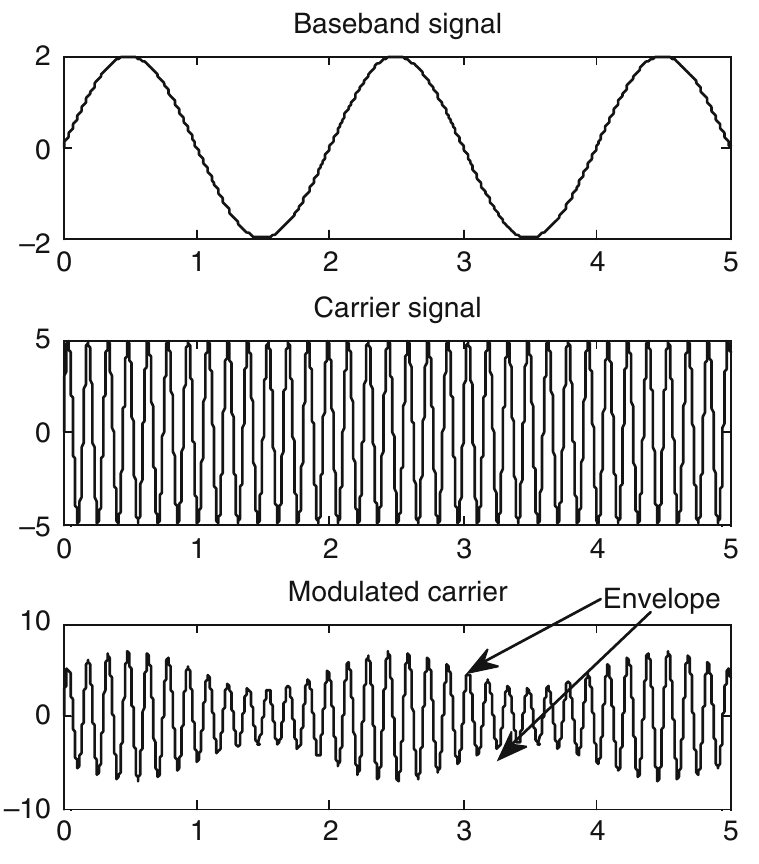 Baseband signal
2
0
–2
0 1 2 3 4 5
Carrier signal
5
0
–5
0 1 2 3 4 5
Modulated carrier
Envelope
10
0
–10
0 1 2 3 4 5